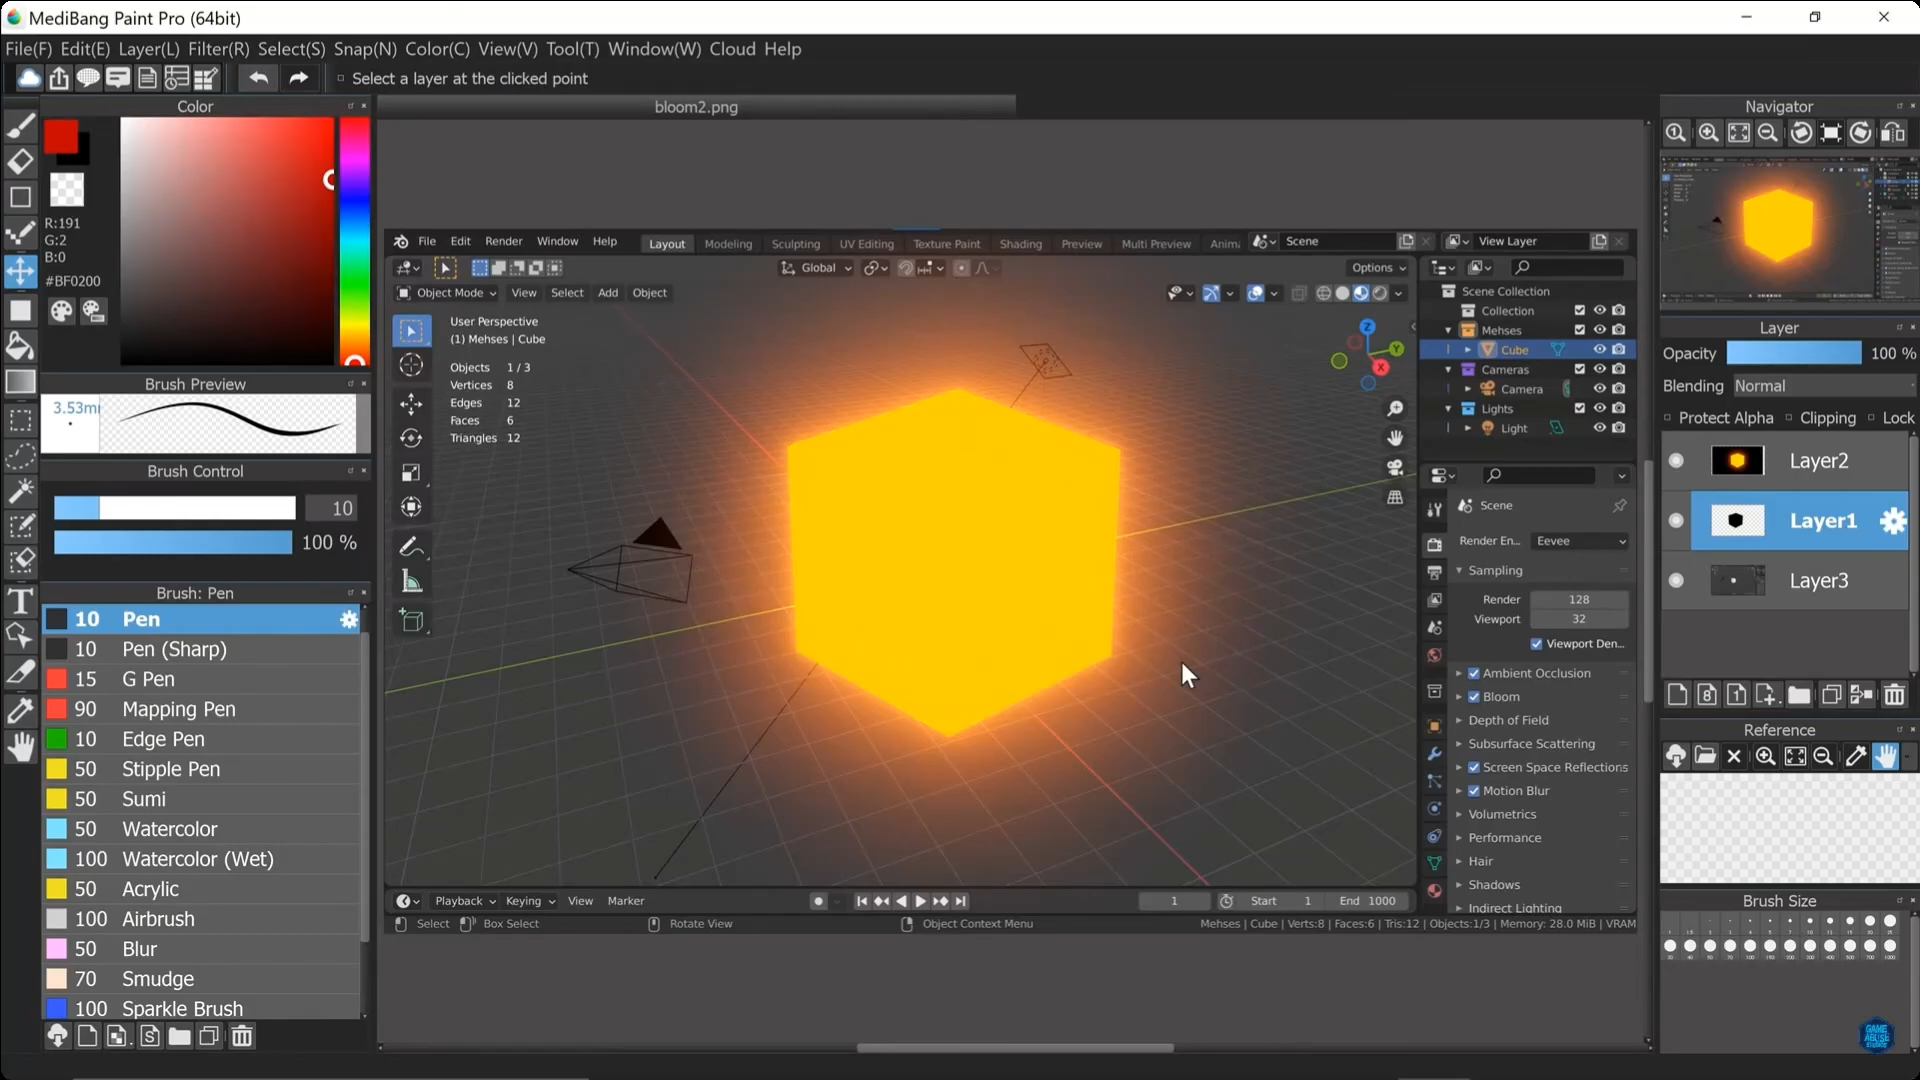 MediBang Paint Pro (64bit)
File(F) Edit(E) Layer(L) Filter(R) Select(S) Snap(N) Color(C) View(V) Tool(T) Window(W) Cloud Help
Select a layer at the clicked point
Color
bloom2.png
Navigator
R:191
G:2
B:0
#BF0200
Brush Preview
3.53m
Brush Control
10
100 %
Brush: Pen
10 Pen
10 Pen (Sharp)
15 G Pen
90 Mapping Pen
10 Edge Pen
50 Stipple Pen
50 Sumi
50 Watercolor
100 Watercolor (Wet)
50 Acrylic
100 Airbrush
50 Blur
70 Smudge
100 Sparkle Brush
File Edit Render Window Help Layout Modeling Sculpting UV Editing Texture Paint Shading Preview Multi Preview Anim Scene View Layer
Global Options
Object Mode View Select Add Object
User Perspective
(1) Mehses | Cube
Objects 1 / 3
Vertices 8
Edges 12
Faces 6
Triangles 12
Z
Y
X
Scene Collection
Collection
Mehses
Cube
Cameras
Camera
Lights
Light
Scene
Render En... Eevee
Sampling
Render 128
Viewport 32
Viewport Den...
Ambient Occlusion
Bloom
Depth of Field
Subsurface Scattering
Screen Space Reflections
Motion Blur
Volumetrics
Performance
Hair
Shadows
Indirect Lighting
Playback Keying View Marker 1 Start 1 End 1000
Select Box Select Rotate View Object Context Menu Mehses | Cube | Verts:8 | Faces:6 | Tris:12 | Objects:1/3 | Memory: 28.0 MiB | VRAM
Layer
Opacity 100 %
Blending Normal
Protect Alpha Clipping Lock
Layer2
Layer1
Layer3
8 1
Reference
Brush Size
GAME
ABUSE
STUDIOS